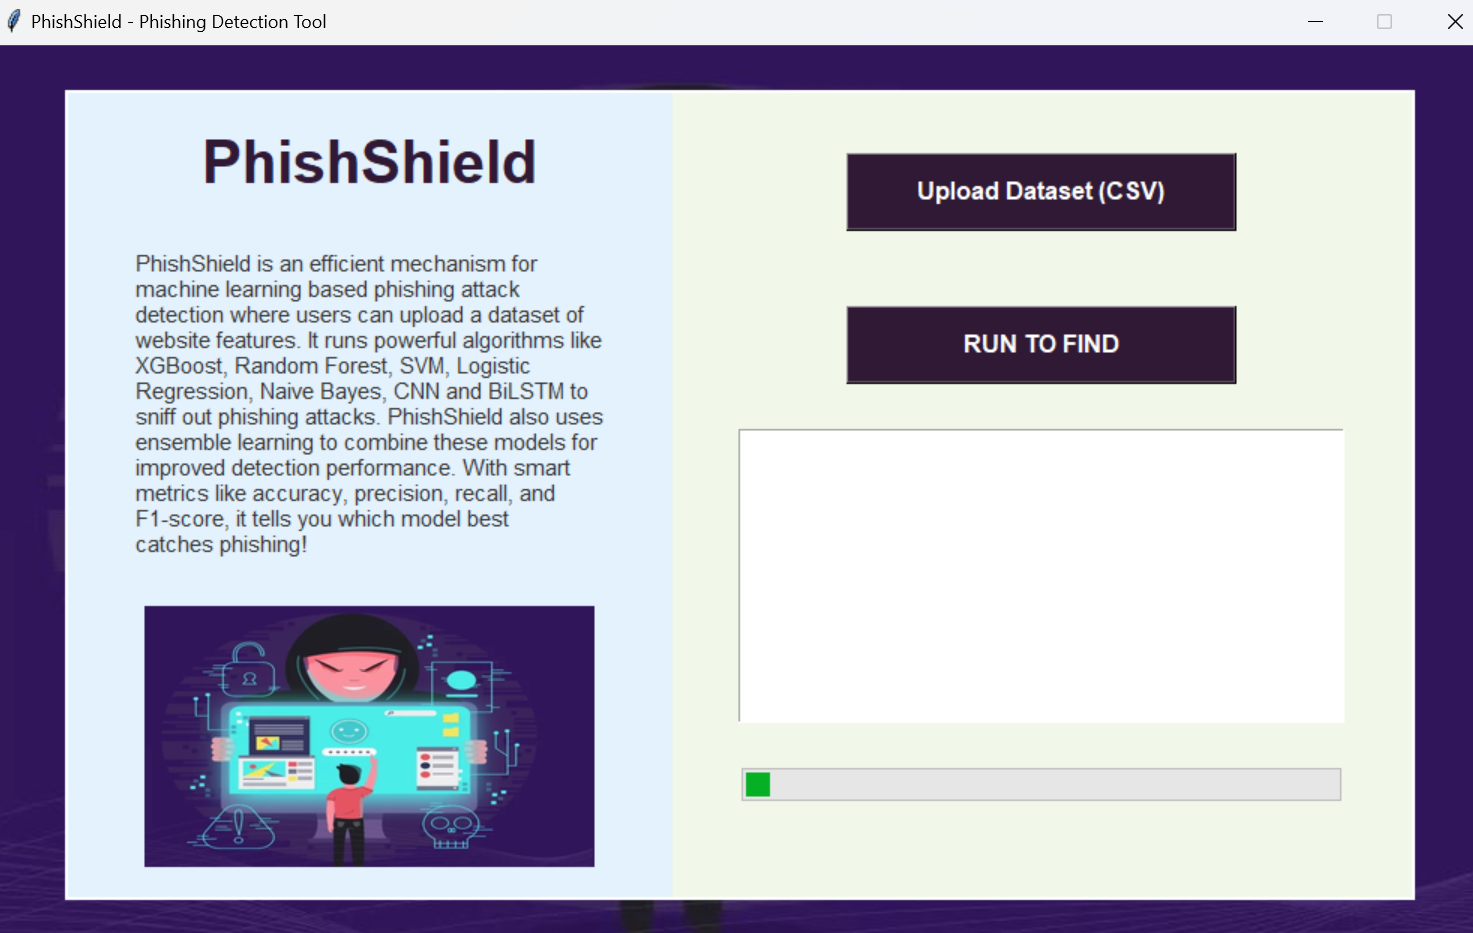 PhishShield - Phishing Detection Tool
PhishShield
PhishShield is an efficient mechanism for
machine learning based phishing attack
detection where users can upload a dataset of
website features. It runs powerful algorithms like
XGBoost, Random Forest, SVM, Logistic
Regression, Naive Bayes, CNN and BiLSTM to
sniff out phishing attacks. PhishShield also uses
ensemble learning to combine these models for
improved detection performance. With smart
metrics like accuracy, precision, recall, and
F1-score, it tells you which model best
catches phishing!
Upload Dataset (CSV)
RUN TO FIND